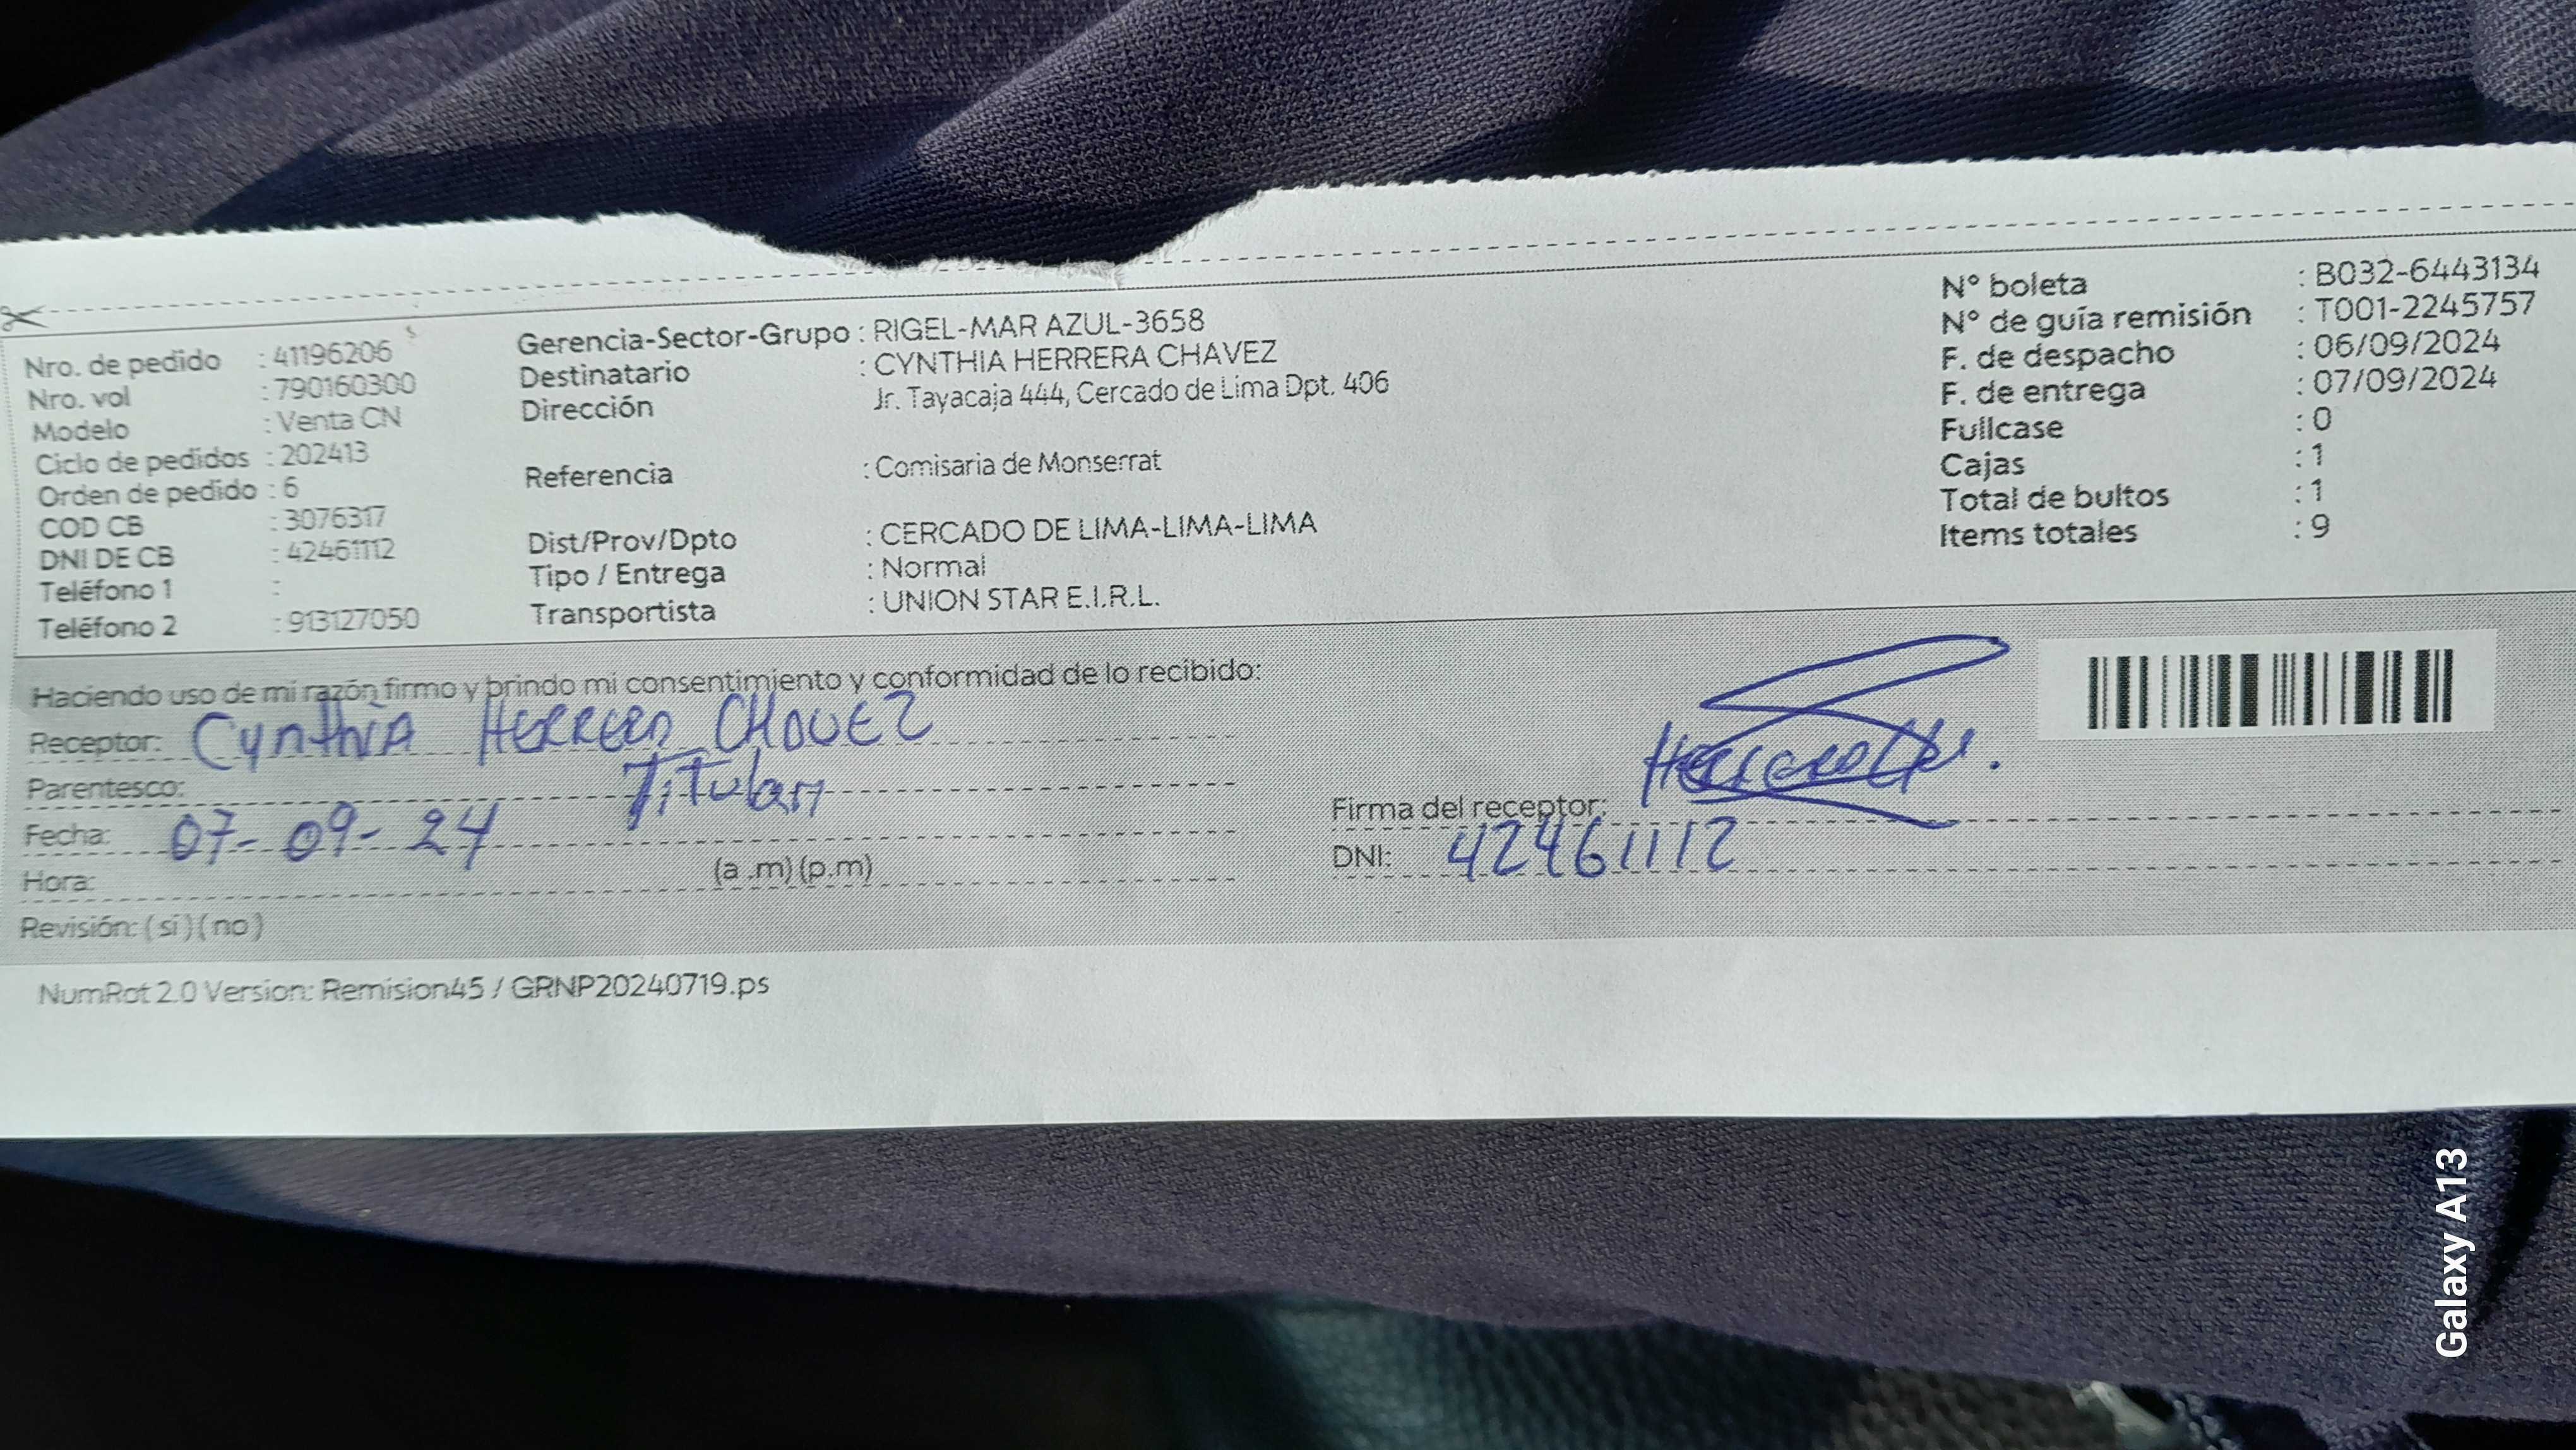 Nro. de pedido : 41196206
Nro. vol : 790160300
Modelo : Venta CN
Ciclo de pedidos : 202413
Orden de pedido : 6
COD CB : 3076317
DNI DE CB : 42461112
Teléfono 1 :
Teléfono 2 : 913127050
Gerencia-Sector-Grupo : RIGEL-MAR AZUL-3658
Destinatario : CYNTHIA HERRERA CHAVEZ
Dirección Jr. Tayacaja 444, Cercado de Lima Dpt. 406
Referencia : Comisaria de Monserrat
Dist/Prov/Dpto : CERCADO DE LIMA-LIMA-LIMA
Tipo / Entrega : Normal
Transportista : UNION STAR E.I.R.L.
N° boleta : B032-6443134
N° de guía remisión : T001-2245757
F. de despacho : 06/09/2024
F. de entrega : 07/09/2024
Fullcase : 0
Cajas : 1
Total de bultos : 1
Items totales : 9
Haciendo uso de mi razón firmo y brindo mi consentimiento y conformidad de lo recibido:
Receptor: Cynthia HERRERA CHAVEZ
Parentesco: Titular
Fecha: 07-09-24
Hora: (a .m) (p.m)
Revisión: ( sí ) ( no )
Firma del receptor:
DNI: 42461112
NumRot 2.0 Version: Remision45 / GRNP20240719.ps
Galaxy A13